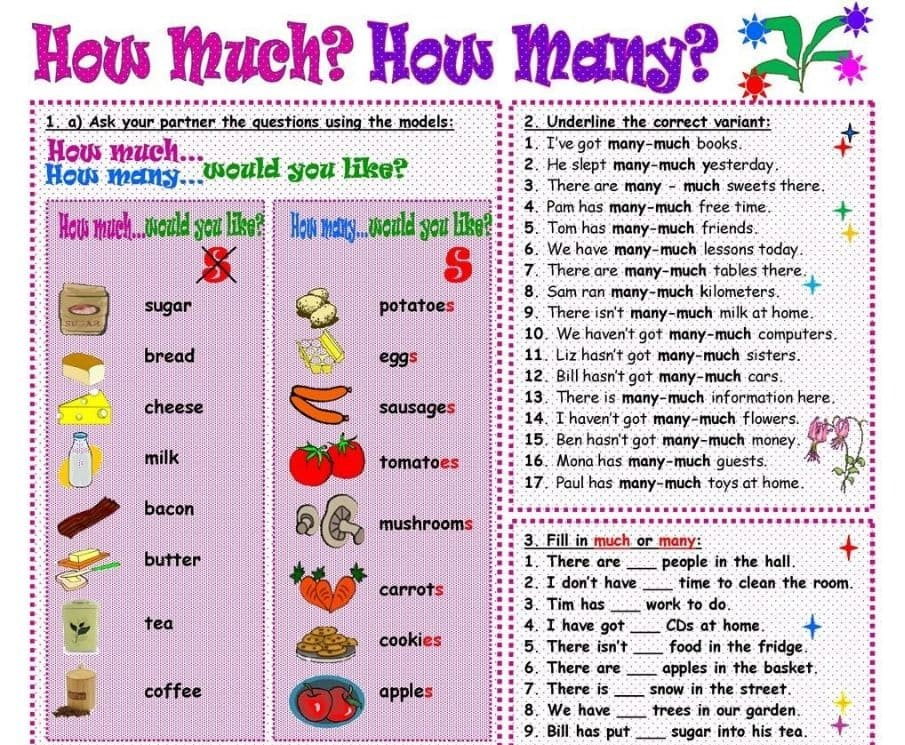 How Much? How Many?
1. a) Ask your partner the questions using the models:
How much...
How many...would you like?
How much...would you like?
S
sugar
SUGAR
bread
cheese
milk
bacon
butter
tea
coffee
How many...would you like?
S
potatoes
eggs
sausages
tomatoes
mushrooms
carrots
cookies
apples
2. Underline the correct variant:
1. I've got many-much books.
2. He slept many-much yesterday.
3. There are many - much sweets there.
4. Pam has many-much free time.
5. Tom has many-much friends.
6. We have many-much lessons today.
7. There are many-much tables there.
8. Sam ran many-much kilometers.
9. There isn't many-much milk at home.
10. We haven't got many-much computers.
11. Liz hasn't got many-much sisters.
12. Bill hasn't got many-much cars.
13. There is many-much information here.
14. I haven't got many-much flowers.
15. Ben hasn't got many-much money.
16. Mona has many-much guests.
17. Paul has many-much toys at home.
3. Fill in much or many:
1. There are ___ people in the hall.
2. I don't have ___ time to clean the room.
3. Tim has ___ work to do.
4. I have got ___ CDs at home.
5. There isn't ___ food in the fridge.
6. There are ___ apples in the basket.
7. There is ___ snow in the street.
8. We have ___ trees in our garden.
9. Bill has put ___ sugar into his tea.